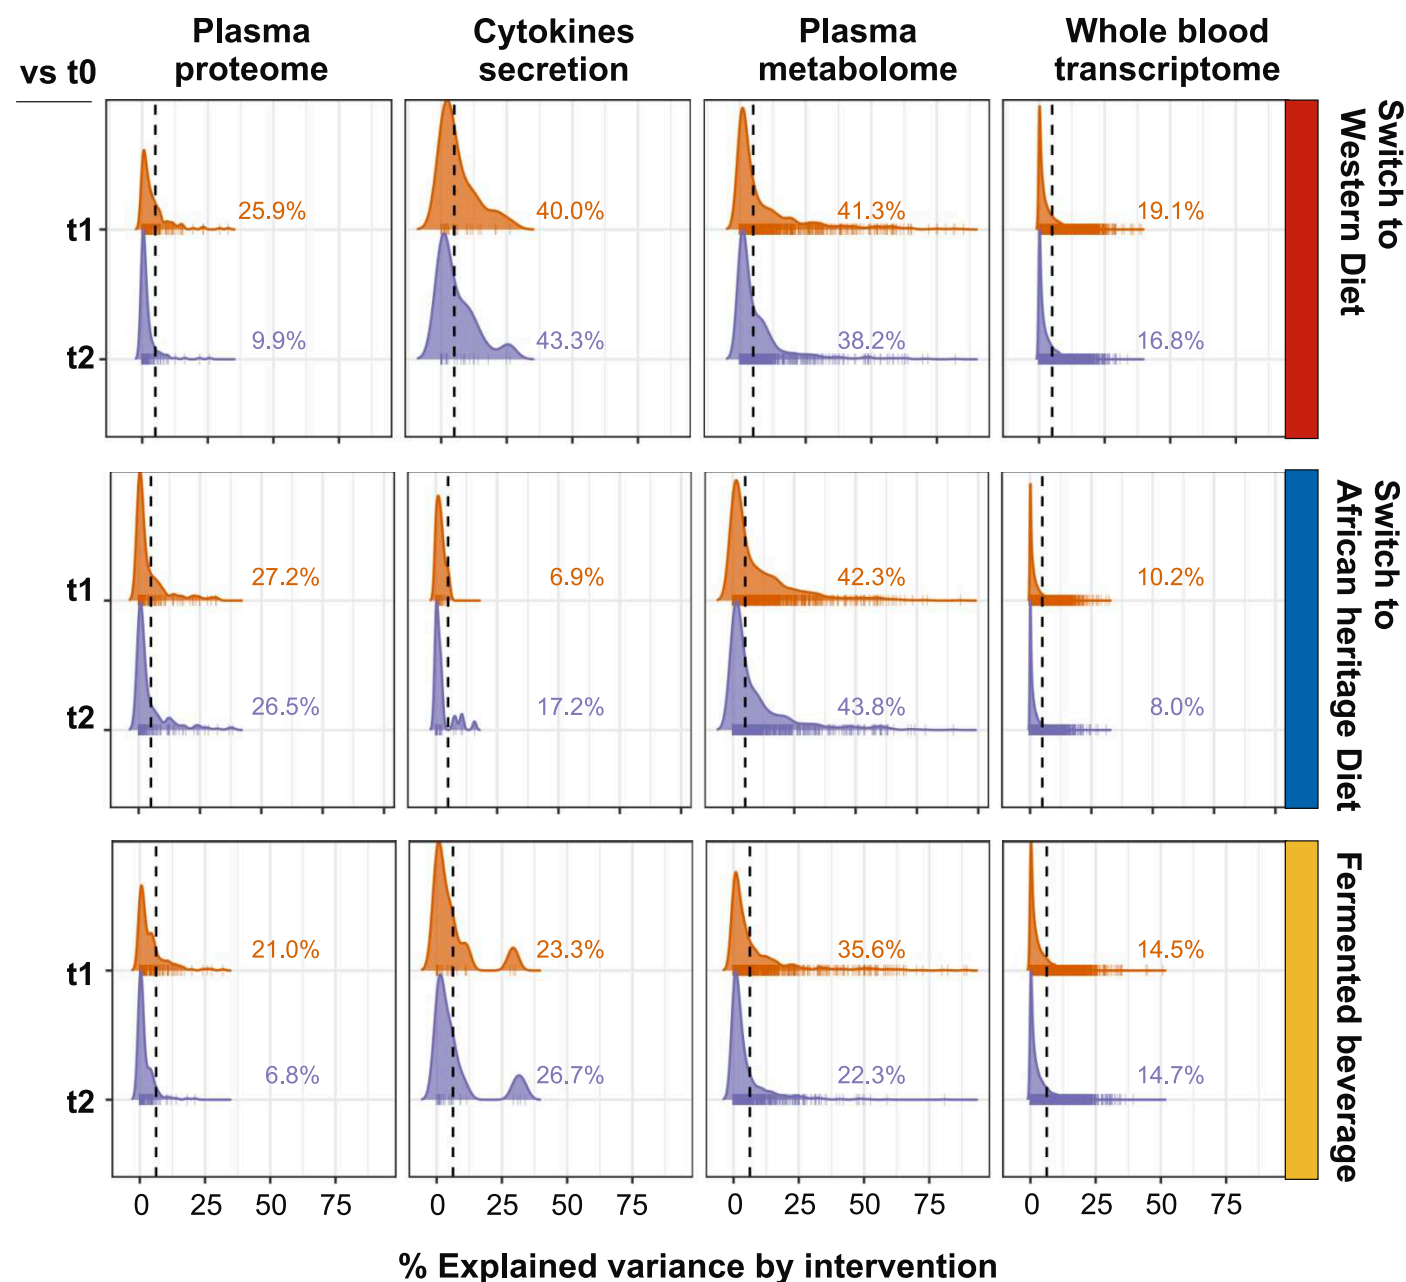 Plasma
proteome
Cytokines
secretion
Plasma
metabolome
Whole blood
transcriptome
vs t0
t1
25.9%
40.0%
41.3%
19.1%
t2
9.9%
43.3%
38.2%
16.8%
Switch to
Western Diet
t1
27.2%
6.9%
42.3%
10.2%
t2
26.5%
17.2%
43.8%
8.0%
Switch to
African heritage Diet
t1
21.0%
23.3%
35.6%
14.5%
t2
6.8%
26.7%
22.3%
14.7%
Fermented beverage
0 25 50 75
0 25 50 75
0 25 50 75
0 25 50 75
% Explained variance by intervention